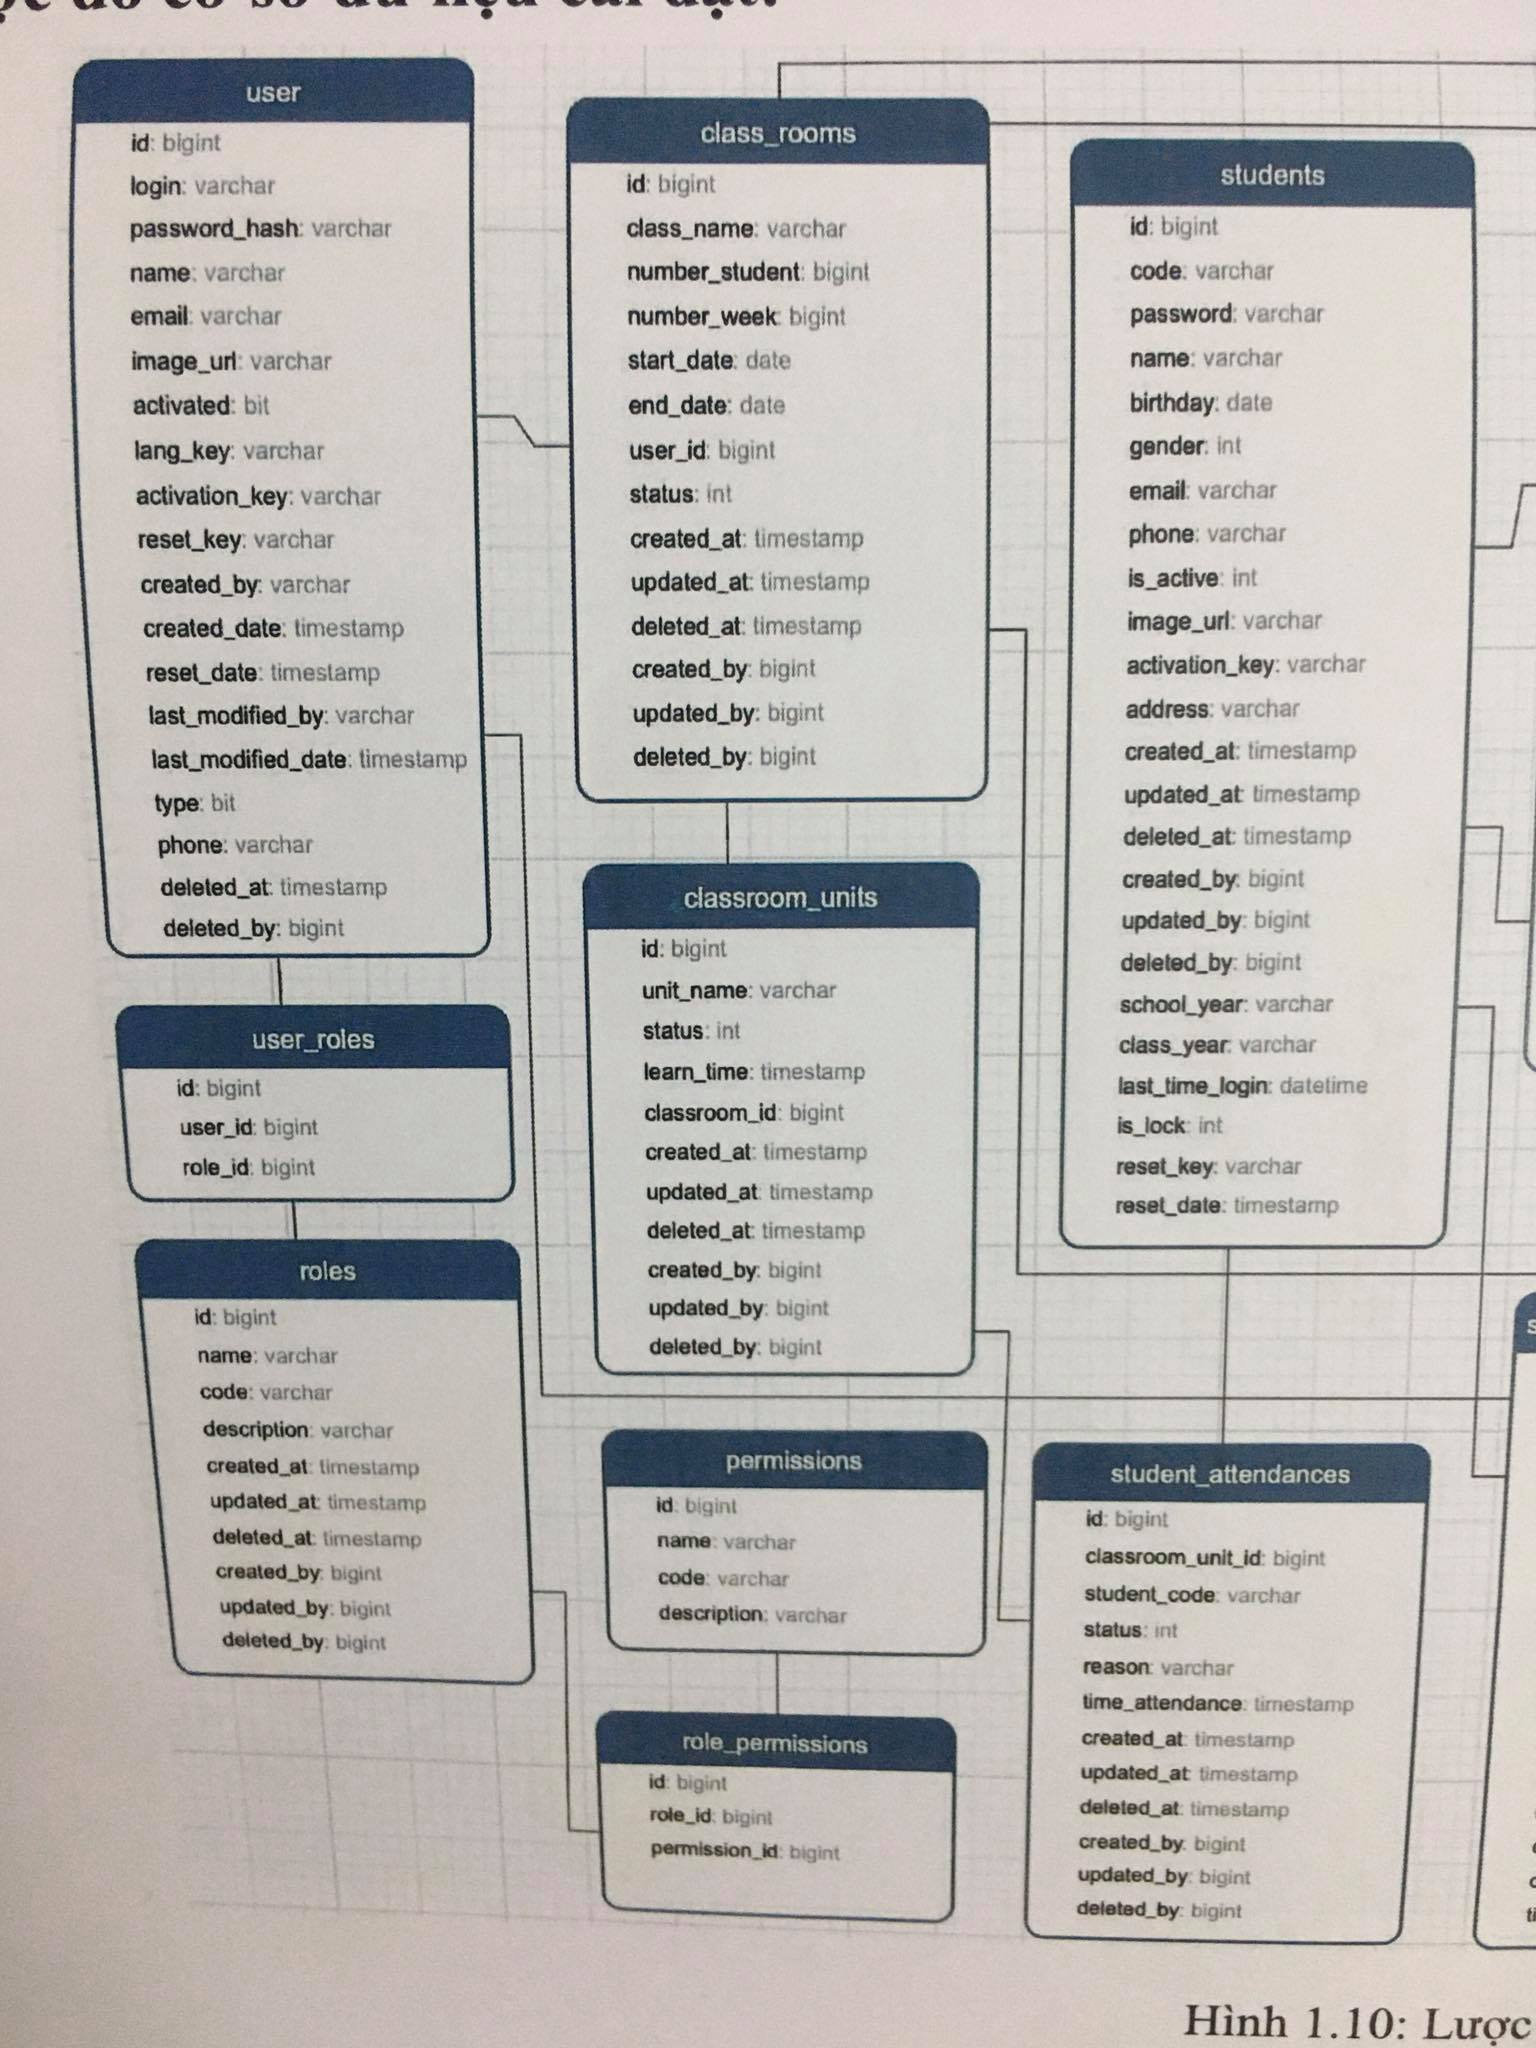 cơ sở dữ liệu cài đặt:
user
id: bigint
login: varchar
password_hash: varchar
name: varchar
email: varchar
image_url: varchar
activated: bit
lang_key: varchar
activation_key: varchar
reset_key: varchar
created_by: varchar
created_date: timestamp
reset_date: timestamp
last_modified_by: varchar
last_modified_date: timestamp
type: bit
phone: varchar
deleted_at: timestamp
deleted_by: bigint
user_roles
id: bigint
user_id: bigint
role_id: bigint
roles
id: bigint
name: varchar
code: varchar
description: varchar
created_at: timestamp
updated_at: timestamp
deleted_at: timestamp
created_by: bigint
updated_by: bigint
deleted_by: bigint
class_rooms
id: bigint
class_name: varchar
number_student: bigint
number_week: bigint
start_date: date
end_date: date
user_id: bigint
status: int
created_at: timestamp
updated_at: timestamp
deleted_at: timestamp
created_by: bigint
updated_by: bigint
deleted_by: bigint
classroom_units
id: bigint
unit_name: varchar
status: int
learn_time: timestamp
classroom_id: bigint
created_at: timestamp
updated_at: timestamp
deleted_at: timestamp
created_by: bigint
updated_by: bigint
deleted_by: bigint
permissions
id: bigint
name: varchar
code: varchar
description: varchar
role_permissions
id: bigint
role_id: bigint
permission_id: bigint
students
id: bigint
code: varchar
password: varchar
name: varchar
birthday: date
gender: int
email: varchar
phone: varchar
is_active: int
image_url: varchar
activation_key: varchar
address: varchar
created_at: timestamp
updated_at: timestamp
deleted_at: timestamp
created_by: bigint
updated_by: bigint
deleted_by: bigint
school_year: varchar
class_year: varchar
last_time_login: datetime
is_lock: int
reset_key: varchar
reset_date: timestamp
student_attendances
id: bigint
classroom_unit_id: bigint
student_code: varchar
status: int
reason: varchar
time_attendance: timestamp
created_at: timestamp
updated_at: timestamp
deleted_at: timestamp
created_by: bigint
updated_by: bigint
deleted_by: bigint
Hình 1.10: Lược